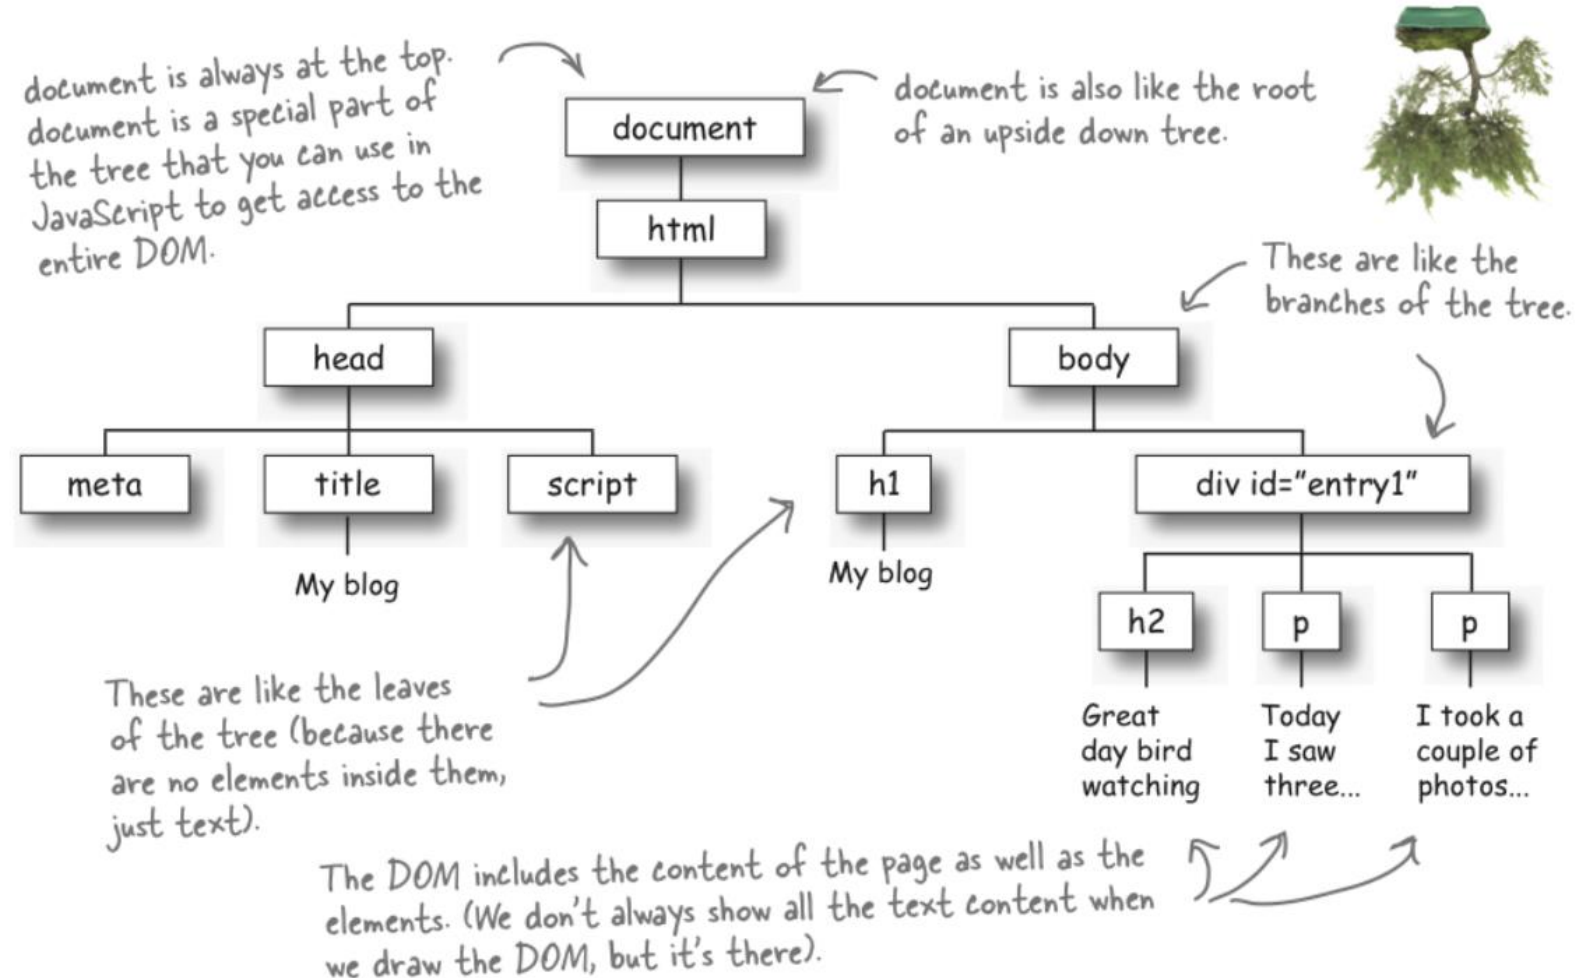 document is always at the top.
document is a special part of
the tree that you can use in
JavaScript to get access to the
entire DOM.
document
document is also like the root
of an upside down tree.
html
These are like the
branches of the tree.
head
body
meta
title
script
h1
div id="entry1"
My blog
My blog
h2
p
p
Great
day bird
watching
Today
I saw
three...
I took a
couple of
photos...
These are like the leaves
of the tree (because there
are no elements inside them,
just text).
The DOM includes the content of the page as well as the
elements. (We don't always show all the text content when
we draw the DOM, but it's there).